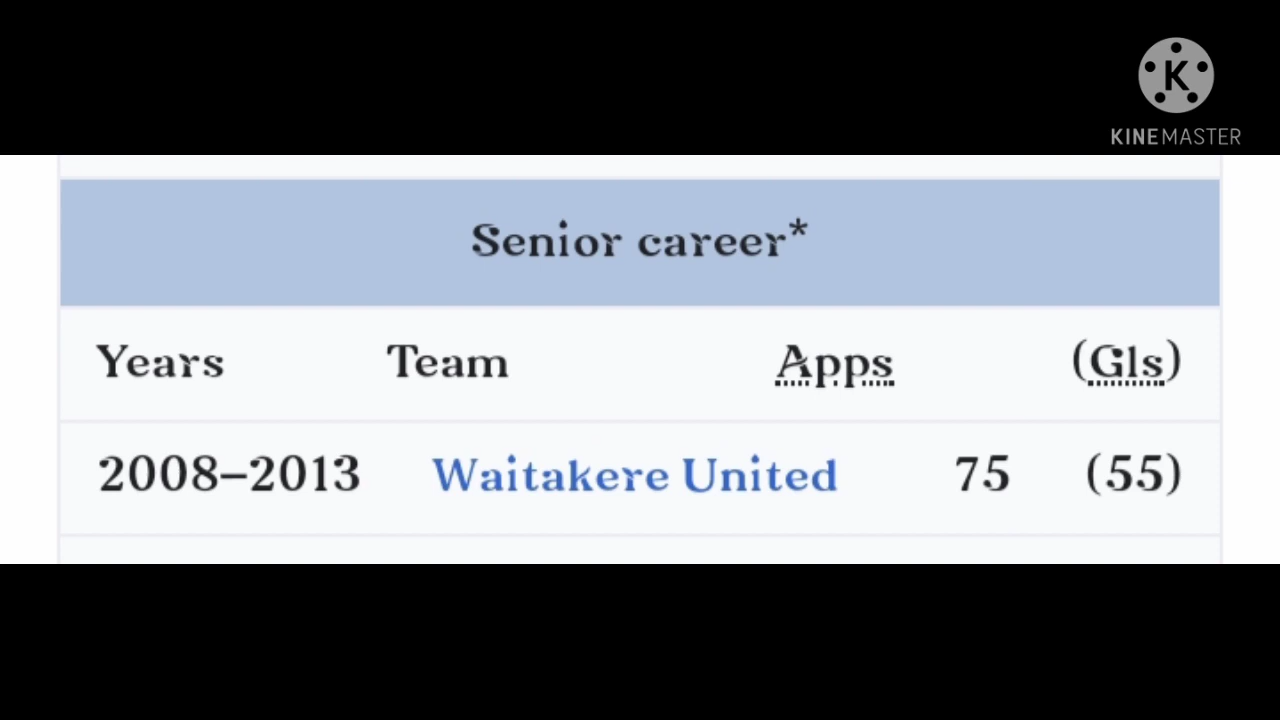 K
KINEMASTER
Senior career*
Years Team Apps (Gls)
2008–2013 Waitakere United 75 (55)